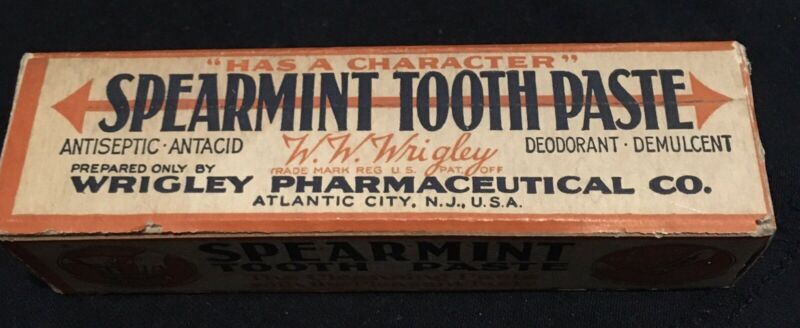 "HAS A CHARACTER"
SPEARMINT TOOTH PASTE
ANTISEPTIC · ANTACID
W.W. Wrigley
DEODORANT · DEMULCENT
TRADE MARK REG U.S. PAT. OFF
PREPARED ONLY BY
WRIGLEY PHARMACEUTICAL CO.
ATLANTIC CITY, N.J., U.S.A.
SPEARMINT
TOOTH PASTE